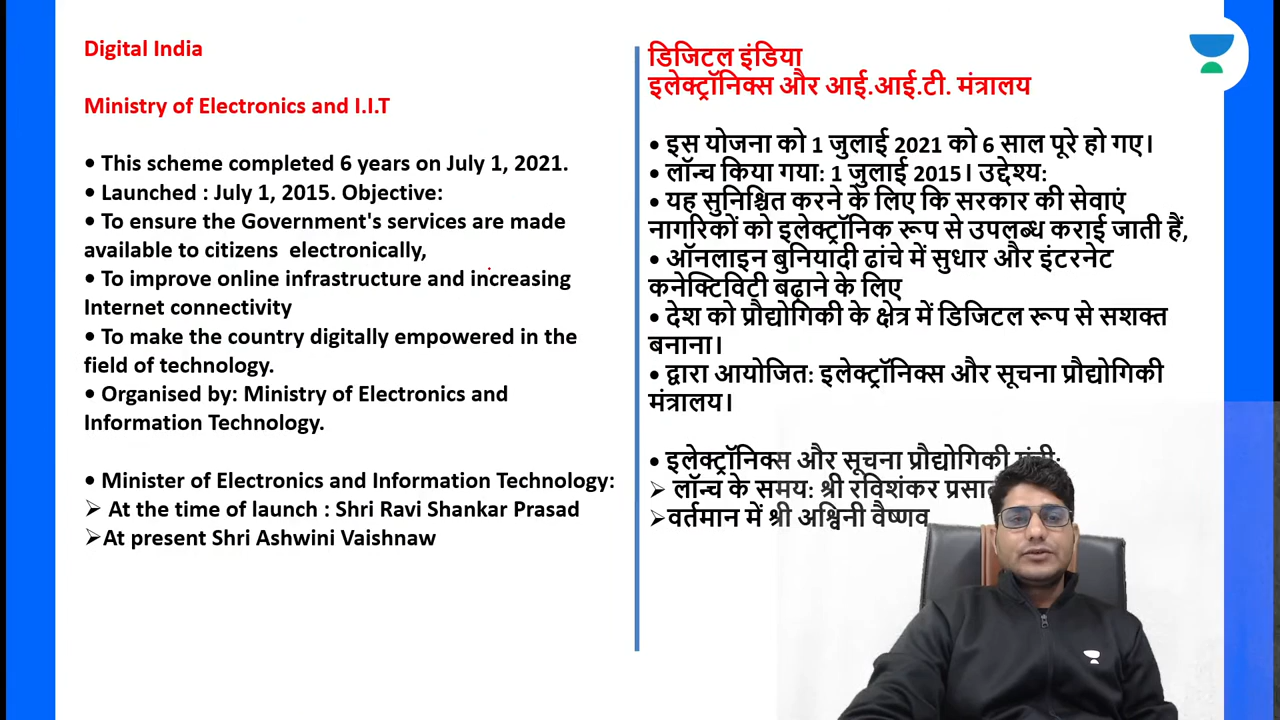 Digital India
Ministry of Electronics and I.I.T
• This scheme completed 6 years on July 1, 2021.
• Launched : July 1, 2015. Objective:
• To ensure the Government's services are made
available to citizens electronically,
• To improve online infrastructure and increasing
Internet connectivity
• To make the country digitally empowered in the
field of technology.
• Organised by: Ministry of Electronics and
Information Technology.
• Minister of Electronics and Information Technology:
➢ At the time of launch : Shri Ravi Shankar Prasad
➢At present Shri Ashwini Vaishnaw
डिजिटल इंडिया
इलेक्ट्रॉनिक्स और आई.आई.टी. मंत्रालय
• इस योजना को 1 जुलाई 2021 को 6 साल पूरे हो गए।
• लॉन्च किया गया: 1 जुलाई 2015। उद्देश्य:
• यह सुनिश्चित करने के लिए कि सरकार की सेवाएं
नागरिकों को इलेक्ट्रॉनिक रूप से उपलब्ध कराई जाती हैं,
• ऑनलाइन बुनियादी ढांचे में सुधार और इंटरनेट
कनेक्टिविटी बढ़ाने के लिए
• देश को प्रौद्योगिकी के क्षेत्र में डिजिटल रूप से सशक्त
बनाना।
• द्वारा आयोजित: इलेक्ट्रॉनिक्स और सूचना प्रौद्योगिकी
मंत्रालय।
• इलेक्ट्रॉनिक्स और सूचना प्रौद्योगिकी
➢ लॉन्च के समय: श्री रविशंकर
➢वर्तमान में श्री अश्विनी वैष्णव